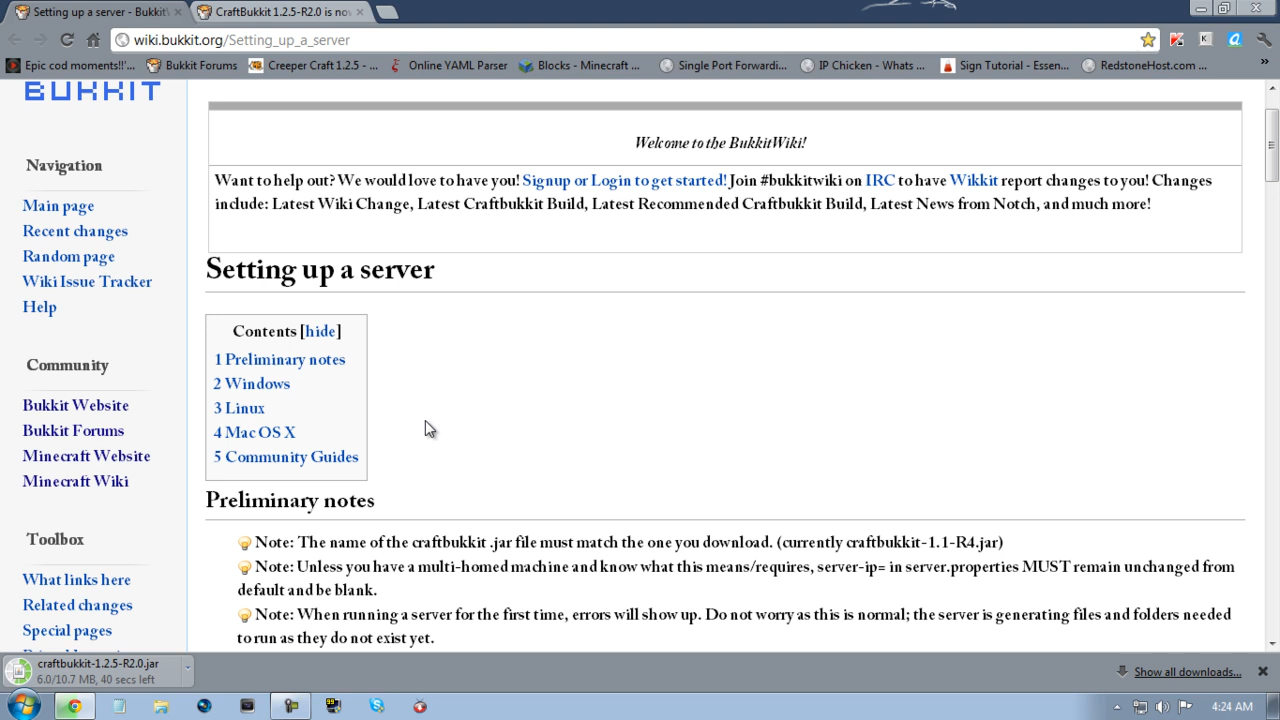 Setting up a server - Bukkit
CraftBukkit 1.2.5-R2.0 is nov
wiki.bukkit.org/Setting_up_a_server
Epic cod moments!!'...
Bukkit Forums
Creeper Craft 1.2.5 - ...
Online YAML Parser
Blocks - Minecraft ...
Single Port Forwardi...
IP Chicken - Whats ...
Sign Tutorial - Essen...
RedstoneHost.com ...
»
BUKKIT
Navigation
Main page
Recent changes
Random page
Wiki Issue Tracker
Help
Community
Bukkit Website
Bukkit Forums
Minecraft Website
Minecraft Wiki
Toolbox
What links here
Related changes
Special pages
Welcome to the BukkitWiki!
Want to help out? We would love to have you! Signup or Login to get started! Join #bukkitwiki on IRC to have Wikkit report changes to you! Changes
include: Latest Wiki Change, Latest Craftbukkit Build, Latest Recommended Craftbukkit Build, Latest News from Notch, and much more!
Setting up a server
Contents [hide]
1 Preliminary notes
2 Windows
3 Linux
4 Mac OS X
5 Community Guides
Preliminary notes
Note: The name of the craftbukkit .jar file must match the one you download. (currently craftbukkit-1.1-R4.jar)
Note: Unless you have a multi-homed machine and know what this means/requires, server-ip= in server.properties MUST remain unchanged from
default and be blank.
Note: When running a server for the first time, errors will show up. Do not worry as this is normal; the server is generating files and folders needed
to run as they do not exist yet.
craftbukkit-1.2.5-R2.0.jar
6.0/10.7 MB, 40 secs left
Show all downloads...
4:24 AM